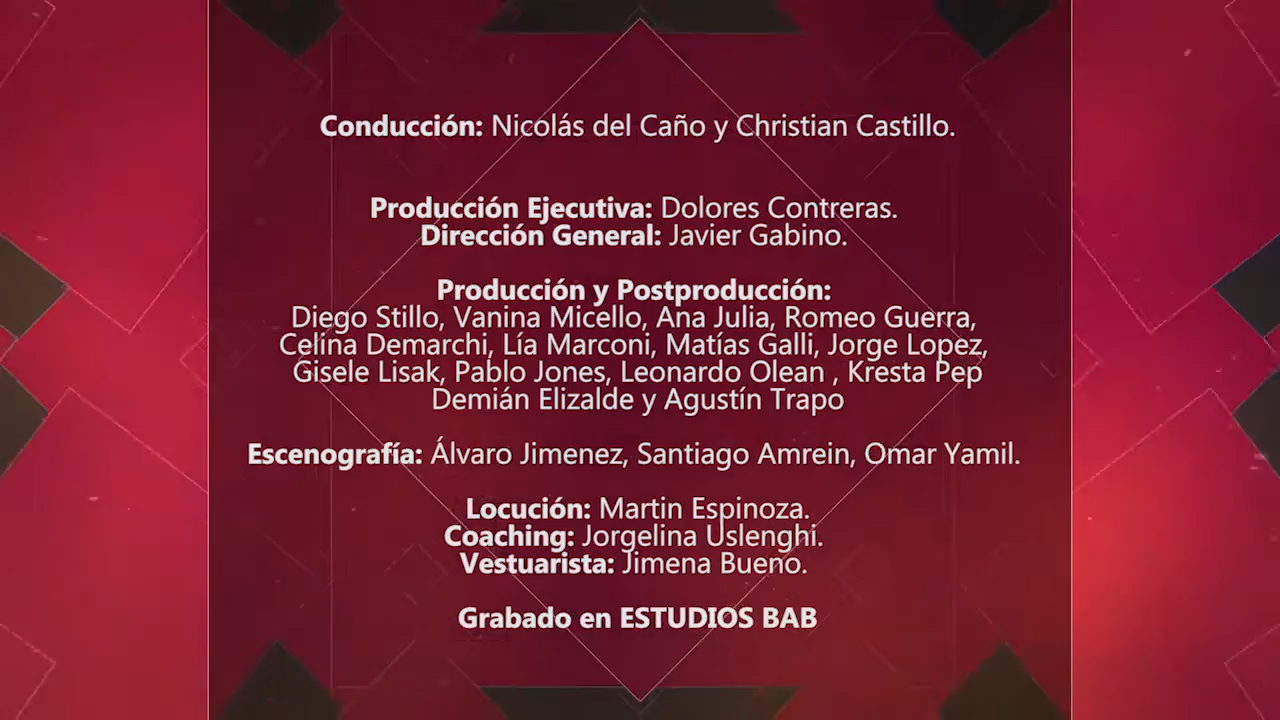 Conducción: Nicolás del Caño y Christian Castillo.
Producción Ejecutiva: Dolores Contreras.
Dirección General: Javier Gabino.
Producción y Postproducción:
Diego Stillo, Vanina Micello, Ana Julia, Romeo Guerra,
Celina Demarchi, Lía Marconi, Matías Galli, Jorge Lopez,
Gisele Lisak, Pablo Jones, Leonardo Olean , Kresta Pep
Demián Elizalde y Agustín Trapo
Escenografía: Álvaro Jimenez, Santiago Amrein, Omar Yamil.
Locución: Martin Espinoza.
Coaching: Jorgelina Uslenghi.
Vestuarista: Jimena Bueno.
Grabado en ESTUDIOS BAB